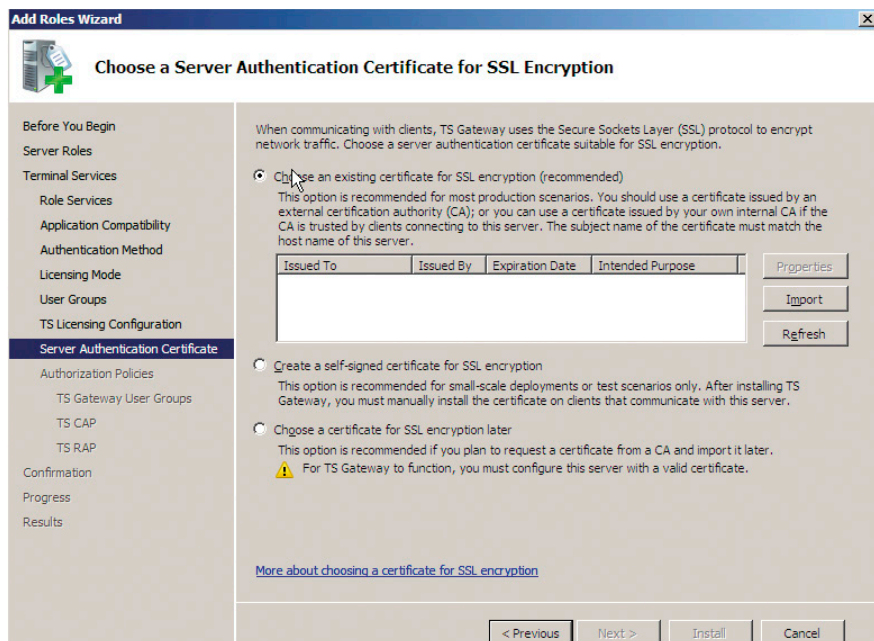 Add Roles Wizard
Choose a Server Authentication Certificate for SSL Encryption
Before You Begin
Server Roles
Terminal Services
Role Services
Application Compatibility
Authentication Method
Licensing Mode
User Groups
TS Licensing Configuration
Server Authentication Certificate
Authorization Policies
TS Gateway User Groups
TS CAP
TS RAP
Confirmation
Progress
Results
When communicating with clients, TS Gateway uses the Secure Sockets Layer (SSL) protocol to encrypt
network traffic. Choose a server authentication certificate suitable for SSL encryption.
Choose an existing certificate for SSL encryption (recommended)
This option is recommended for most production scenarios. You should use a certificate issued by an
external certification authority (CA); or you can use a certificate issued by your own internal CA if the
CA is trusted by clients connecting to this server. The subject name of the certificate must match the
host name of this server.
Issued To Issued By Expiration Date Intended Purpose
Properties
Import
Refresh
Create a self-signed certificate for SSL encryption
This option is recommended for small-scale deployments or test scenarios only. After installing TS
Gateway, you must manually install the certificate on clients that communicate with this server.
Choose a certificate for SSL encryption later
This option is recommended if you plan to request a certificate from a CA and import it later.
For TS Gateway to function, you must configure this server with a valid certificate.
More about choosing a certificate for SSL encryption
< Previous Next > Install Cancel